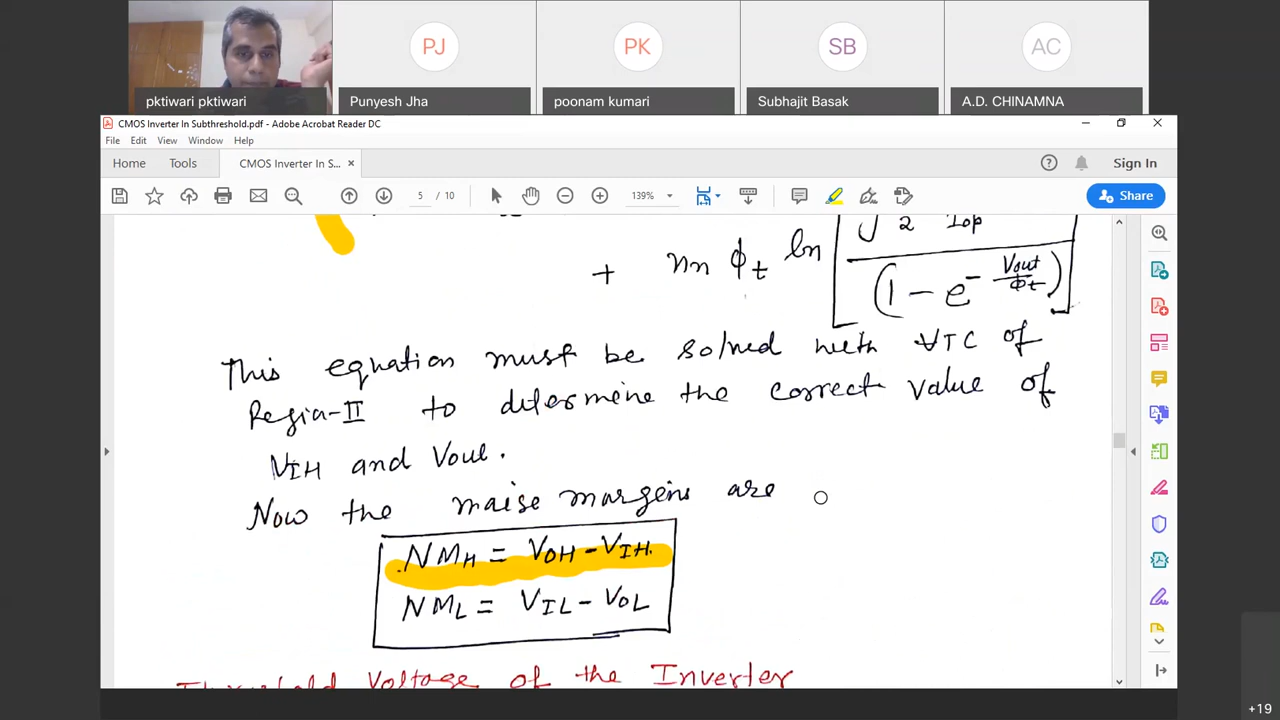 PJ
PK
SB
AC
pktiwari pktiwari
Punyesh Jha
poonam kumari
Subhajit Basak
A.D. CHINAMNA
CMOS Inverter In Subthreshold.pdf - Adobe Acrobat Reader DC
File Edit View Window Help
Home Tools CMOS Inverter In S... × Sign In
5 / 10 139% Share
2 Iop
+ nn ϕt ln
(1 - e^- Vout/ϕt)
This equation must be solved with VTC of
Region-II to determine the correct value of
VIH and Vout.
Now the noise margins are
NMH = VOH - VIH.
NML = VIL - VOL
Threshold Voltage of the Inverter
+19